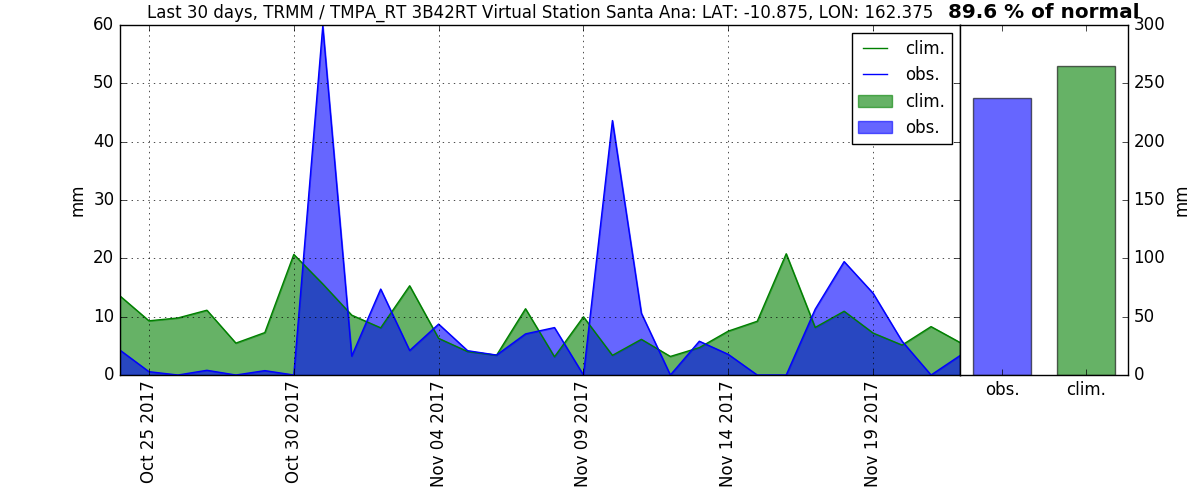 Last 30 days, TRMM / TMPA_RT 3B42RT Virtual Station Santa Ana: LAT: -10.875, LON: 162.375
89.6 % of normal
60
50
40
30
20
10
0
mm
clim.
obs.
clim.
obs.
Oct 25 2017
Oct 30 2017
Nov 04 2017
Nov 09 2017
Nov 14 2017
Nov 19 2017
300
250
200
150
100
50
0
mm
obs.
clim.